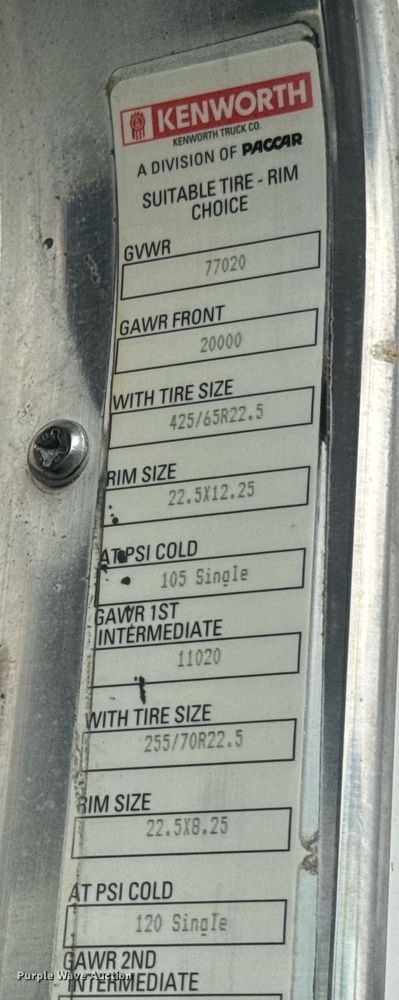 KENWORTH
KENWORTH TRUCK CO.
A DIVISION OF PACCAR
SUITABLE TIRE - RIM
CHOICE
GVWR
77020
GAWR FRONT
20000
WITH TIRE SIZE
425/65R22.5
RIM SIZE
22.5X12.25
AT PSI COLD
105 Single
GAWR 1ST
INTERMEDIATE
11020
WITH TIRE SIZE
255/70R22.5
RIM SIZE
22.5X8.25
AT PSI COLD
120 Single
GAWR 2ND
INTERMEDIATE
Purple Wave Auction